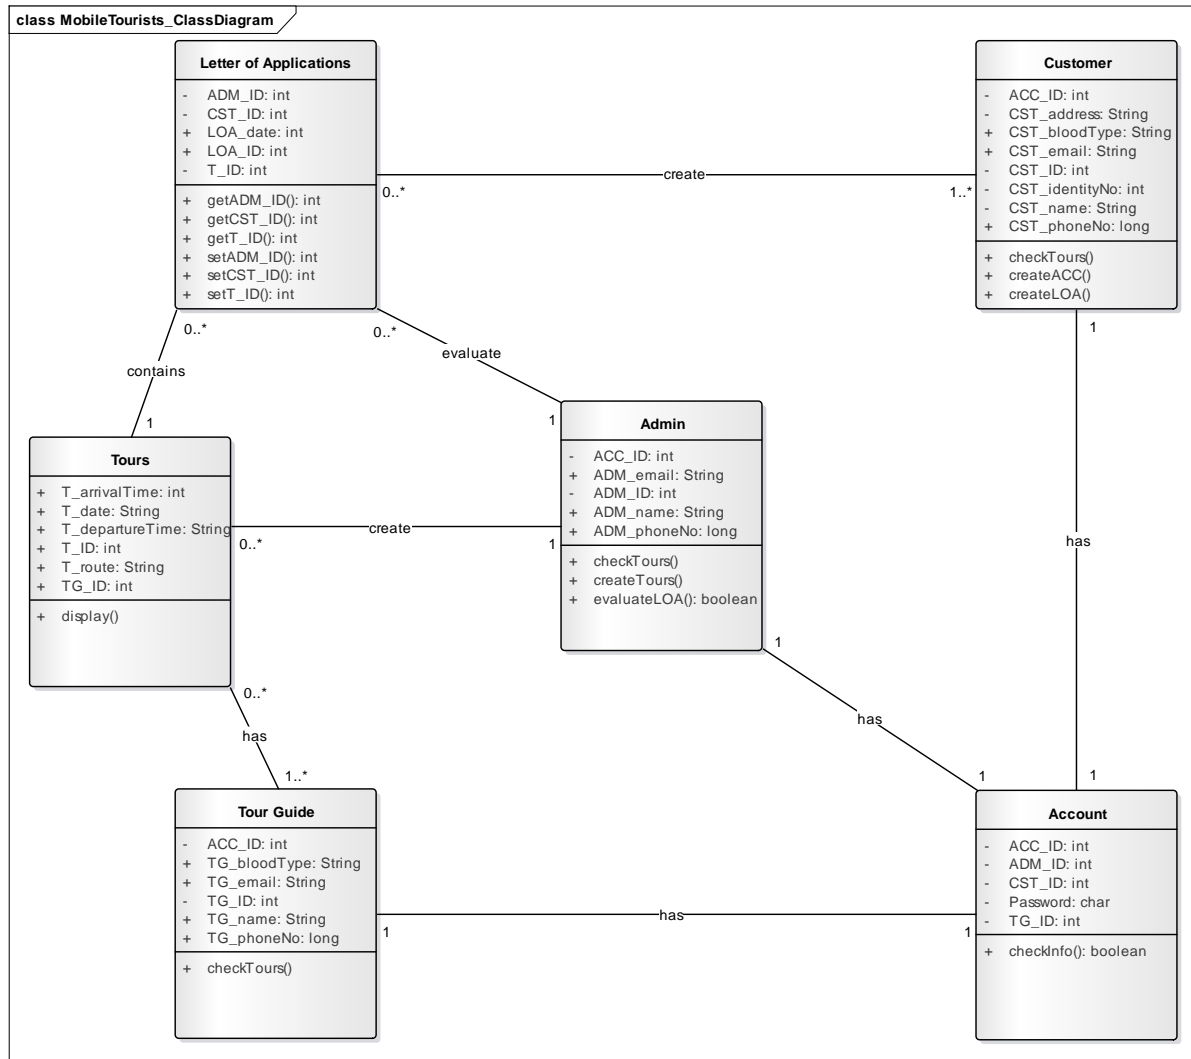 class MobileTourists_ClassDiagram
Letter of Applications
- ADM_ID: int
- CST_ID: int
+ LOA_date: int
+ LOA_ID: int
- T_ID: int
+ getADM_ID(): int
+ getCST_ID(): int
+ getT_ID(): int
+ setADM_ID(): int
+ setCST_ID(): int
+ setT_ID(): int
Customer
- ACC_ID: int
- CST_address: String
+ CST_bloodType: String
+ CST_email: String
- CST_ID: int
- CST_identityNo: int
- CST_name: String
+ CST_phoneNo: long
+ checkTours()
+ createACC()
+ createLOA()
0..*
create
1..*
0..*
contains
1
0..*
evaluate
1
Tours
+ T_arrivalTime: int
+ T_date: String
+ T_departureTime: String
+ T_ID: int
+ T_route: String
+ TG_ID: int
+ display()
0..*
create
1
Admin
- ACC_ID: int
+ ADM_email: String
- ADM_ID: int
+ ADM_name: String
+ ADM_phoneNo: long
+ checkTours()
+ createTours()
+ evaluateLOA(): boolean
1
has
1
1
has
1
0..*
has
1..*
Tour Guide
- ACC_ID: int
+ TG_bloodType: String
+ TG_email: String
- TG_ID: int
+ TG_name: String
+ TG_phoneNo: long
+ checkTours()
1
has
1
Account
- ACC_ID: int
- ADM_ID: int
- CST_ID: int
- Password: char
- TG_ID: int
+ checkInfo(): boolean